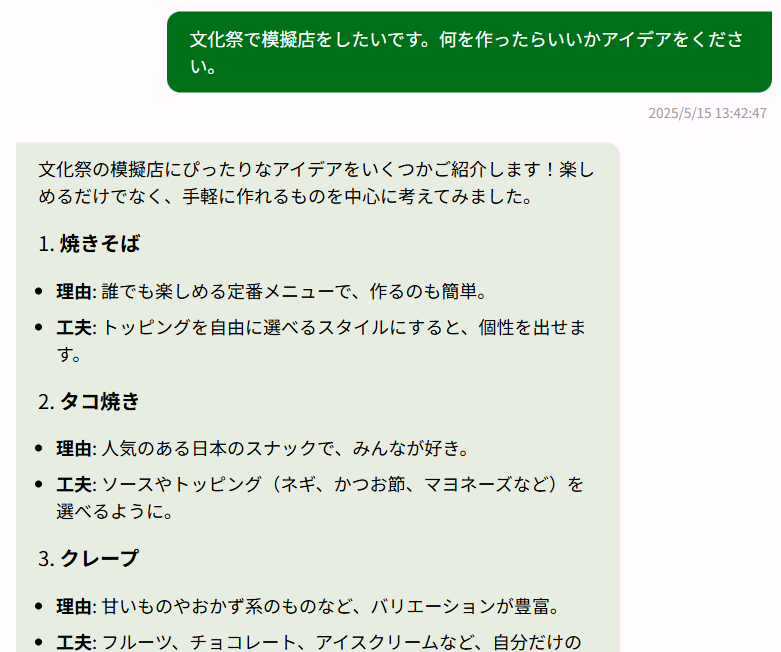 文化祭で模擬店をしたいです。何を作ったらいいかアイデアをくださ
い。
2025/5/15 13:42:47
文化祭の模擬店にぴったりなアイデアをいくつかご紹介します！楽し
めるだけでなく、手軽に作れるものを中心に考えてみました。
1. 焼きそば
• 理由: 誰でも楽しめる定番メニューで、作るのも簡単。
• 工夫: トッピングを自由に選べるスタイルにすると、個性を出せま
す。
2. タコ焼き
• 理由: 人気のある日本のスナックで、みんなが好き。
• 工夫: ソースやトッピング（ネギ、かつお節、マヨネーズなど）を
選べるように。
3. クレープ
• 理由: 甘いものやおかず系のものなど、バリエーションが豊富。
• 工夫: フルーツ、チョコレート、アイスクリームなど、自分だけの